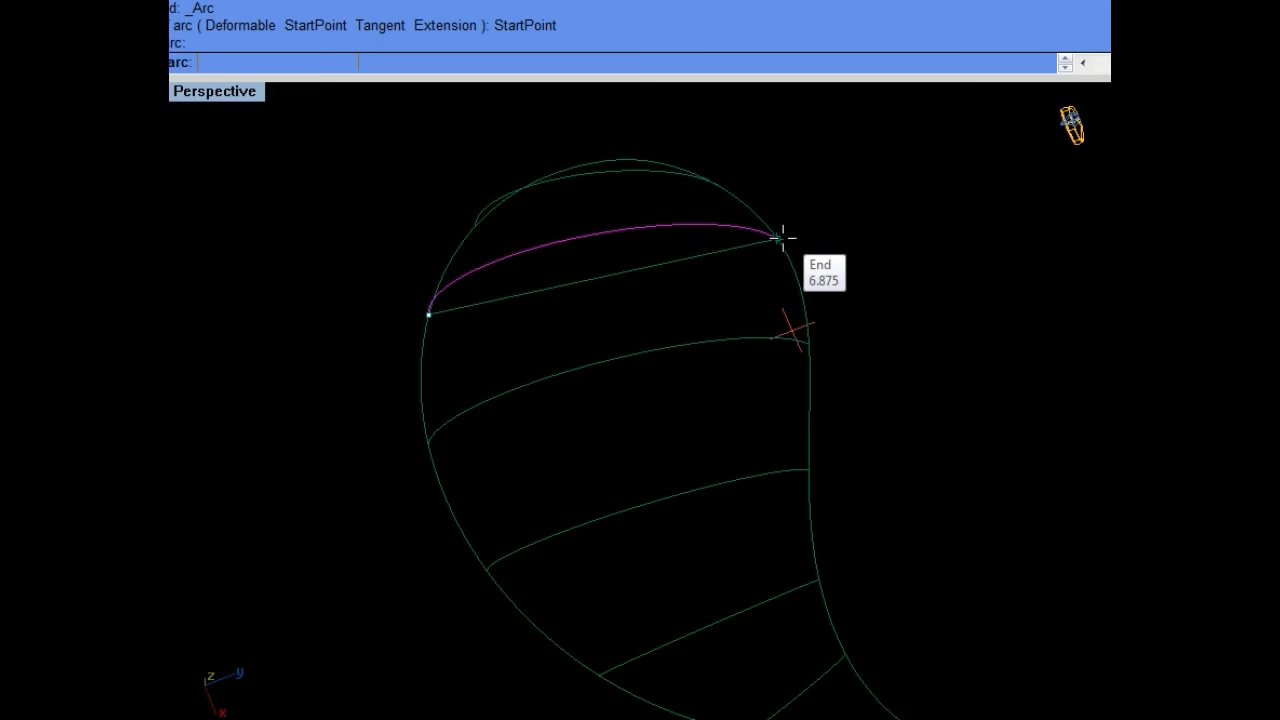 d: _Arc
arc ( Deformable StartPoint Tangent Extension ): StartPoint
rc:
arc:
Perspective
End
6.875
z
y
x